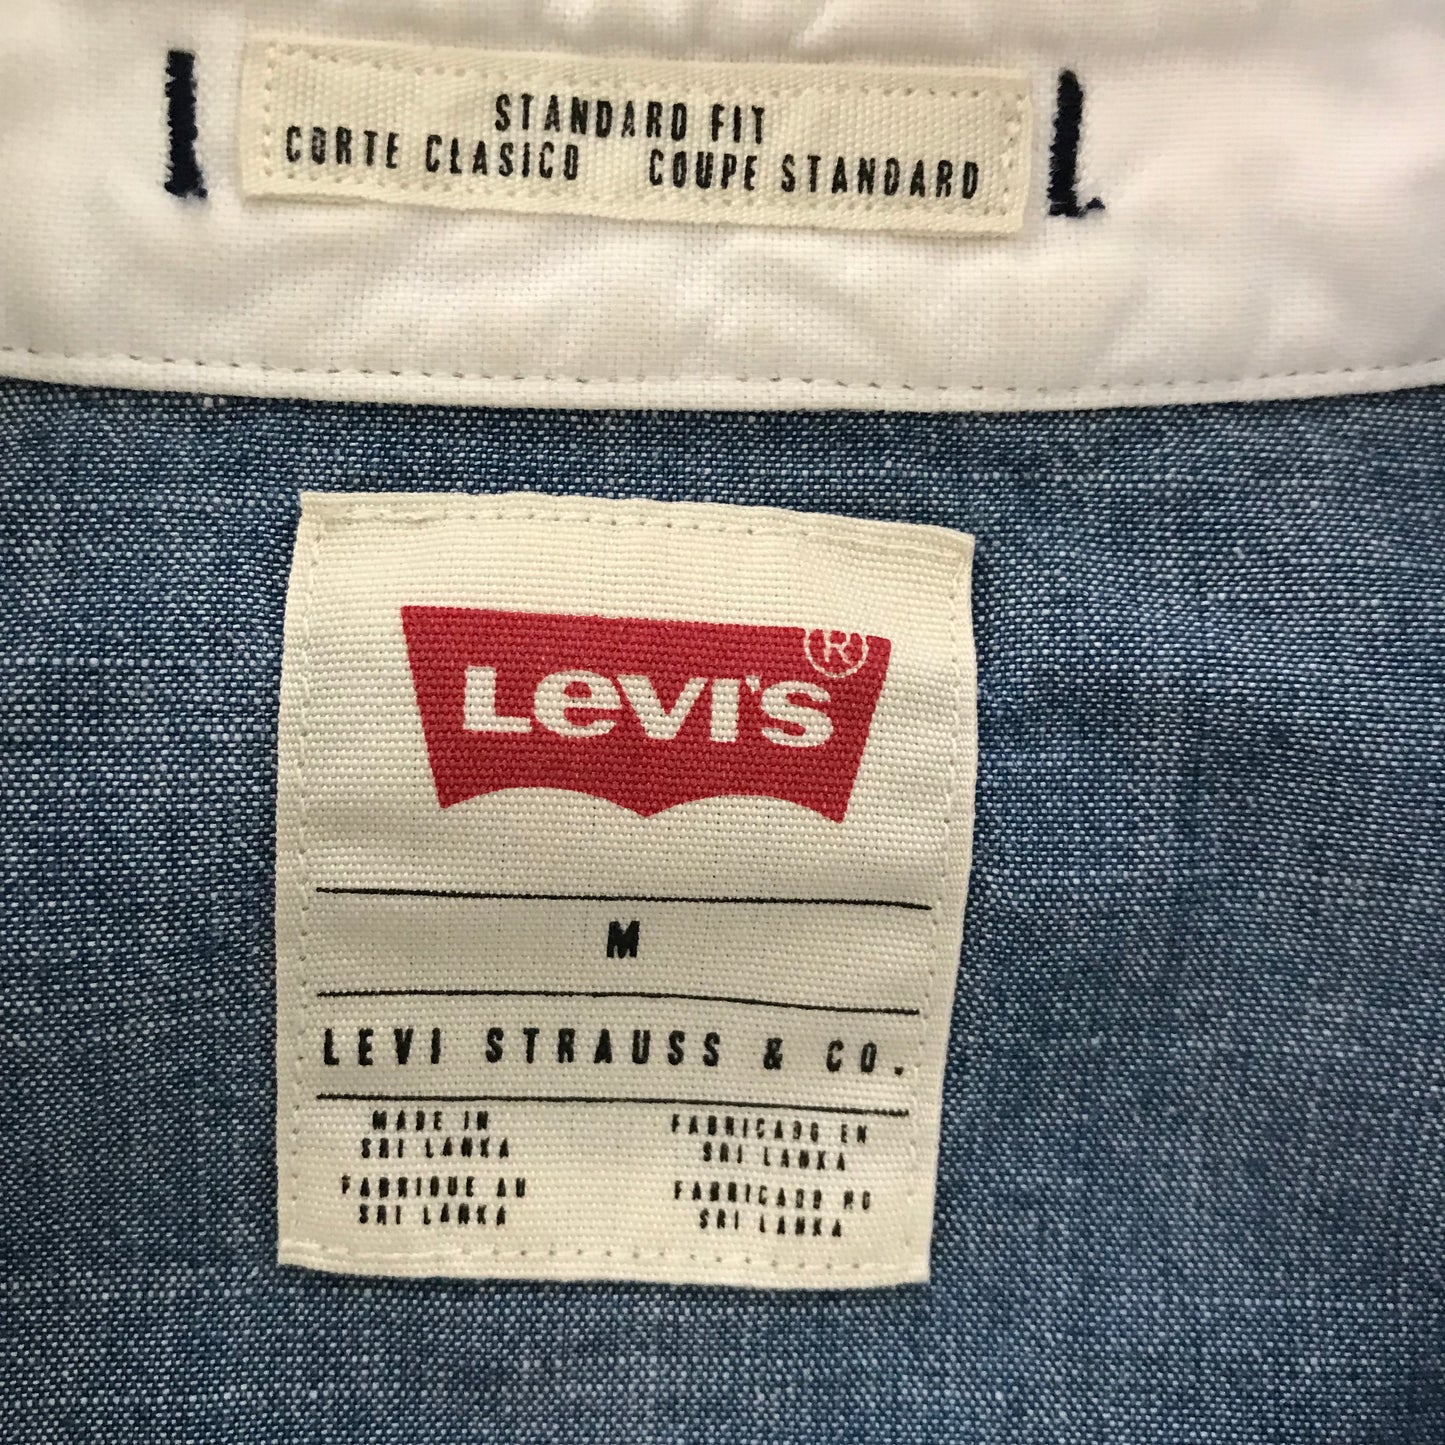 STANDARD FIT
CORTE CLASICO COUPE STANDARD
Levi's ®
M
LEVI STRAUSS & CO.
MADE IN
SRI LANKA
FABRICADO EN
SRI LANKA
FABRIQUE AU
SRI LANKA
FABRICADO NO
SRI LANKA